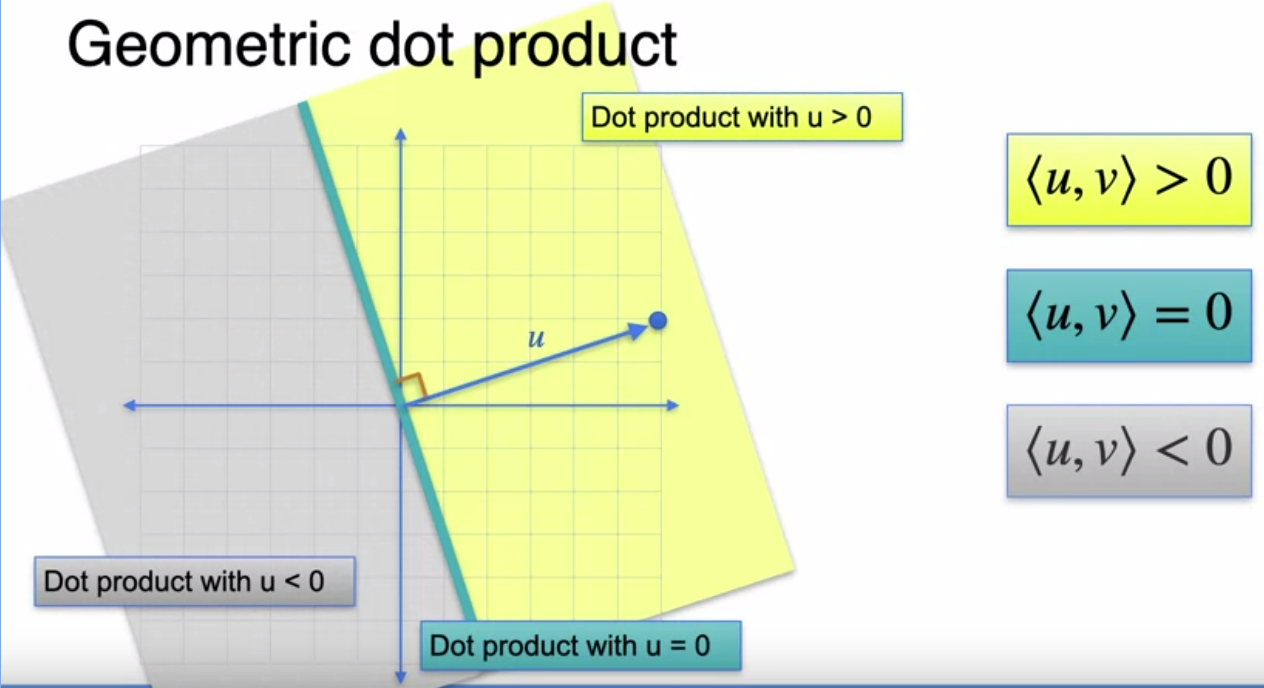 Geometric dot product
Dot product with u > 0
⟨u, v⟩ > 0
⟨u, v⟩ = 0
u
⟨u, v⟩ < 0
Dot product with u < 0
Dot product with u = 0